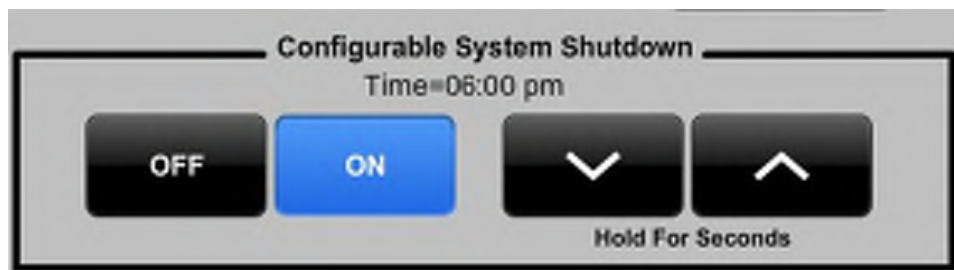 Configurable System Shutdown
Time=06:00 pm
OFF ON
Hold For Seconds